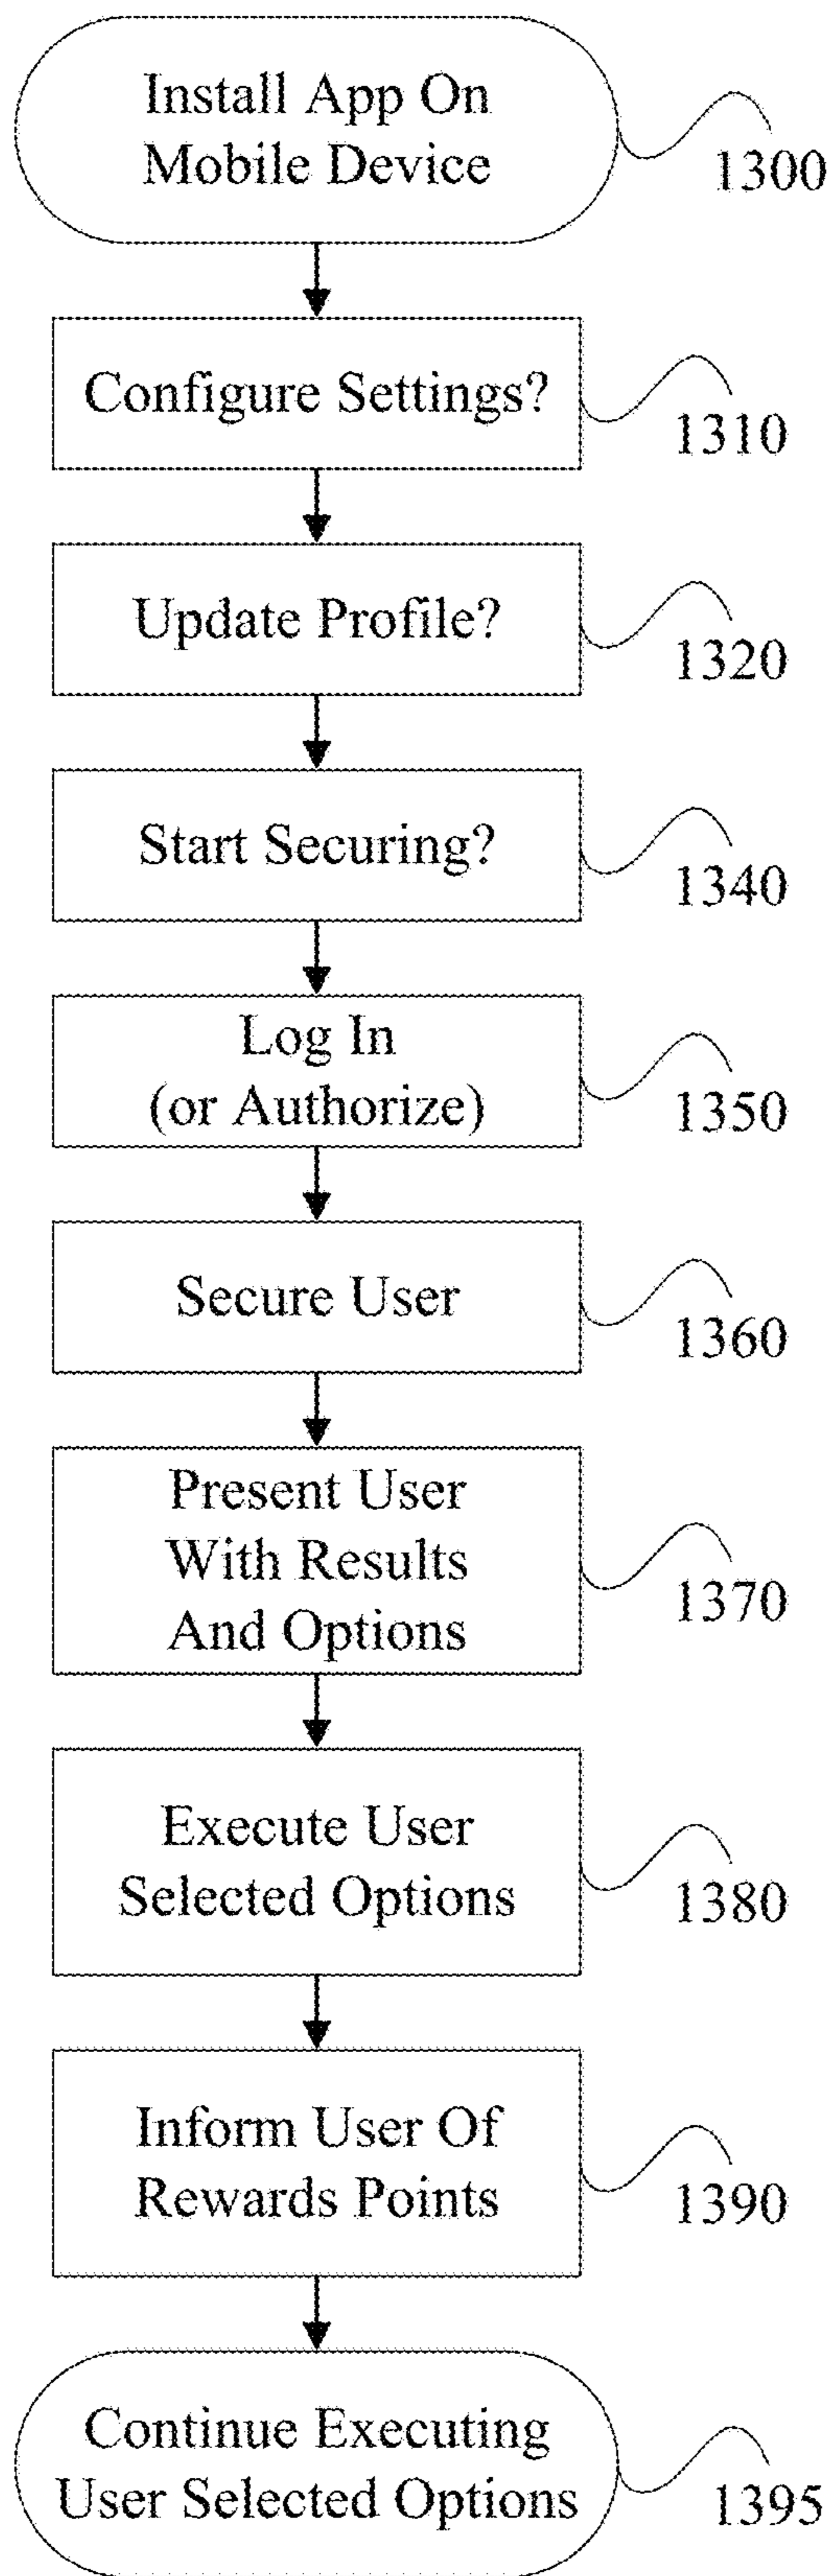 Install App On
Mobile Device
1300
Configure Settings?
1310
Update Profile?
1320
Start Securing?
1340
Log In
(or Authorize)
1350
Secure User
1360
Present User
With Results
And Options
1370
Execute User
Selected Options
1380
Inform User Of
Rewards Points
1390
Continue Executing
User Selected Options
1395